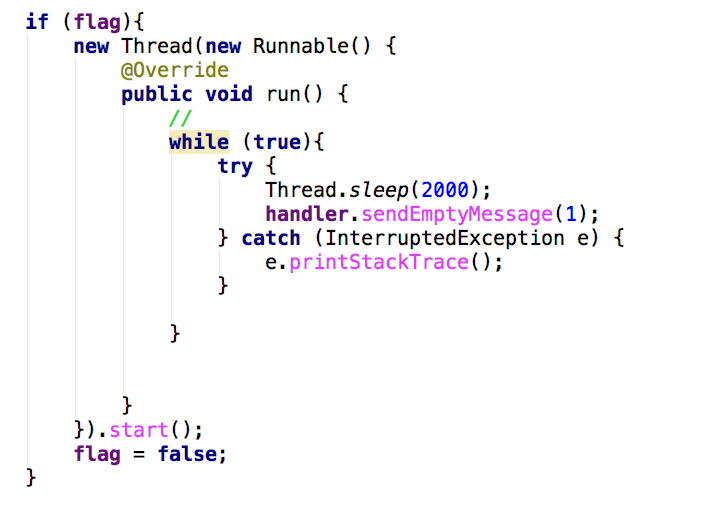 if (flag){
    new Thread(new Runnable() {
        @Override
        public void run() {
            //
            while (true){
                try {
                    Thread.sleep(2000);
                    handler.sendEmptyMessage(1);
                } catch (InterruptedException e) {
                    e.printStackTrace();
                }
            }
        }
    }).start();
    flag = false;
}